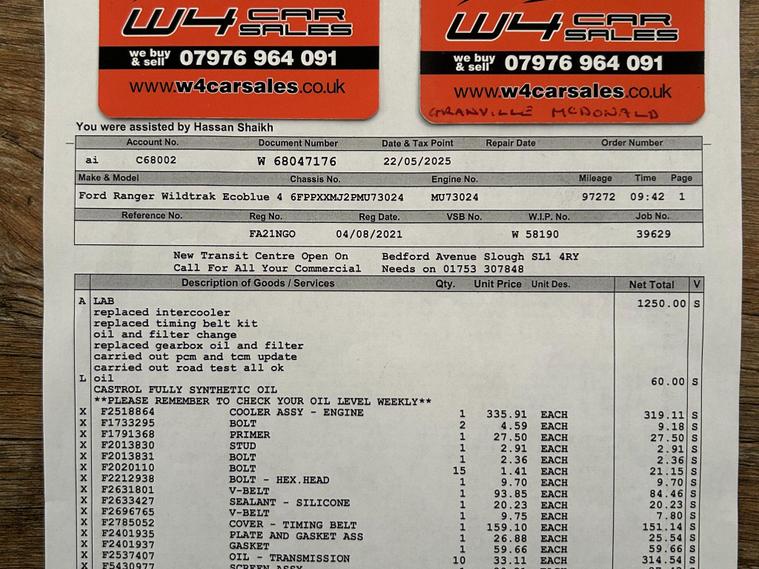 W4 CAR SALES
we buy & sell 07976 964 091
www.w4carsales.co.uk
W4 CAR SALES
we buy & sell 07976 964 091
www.w4carsales.co.uk
GRANVILLE MCDONALD
You were assisted by Hassan Shaikh
Account No. Document Number Date & Tax Point Repair Date Order Number
ai C68002 W 68047176 22/05/2025
Make & Model Chassis No. Engine No. Mileage Time Page
Ford Ranger Wildtrak Ecoblue 4 6FPPXXMJ2PMU73024 MU73024 97272 09:42 1
Reference No. Reg No. Reg Date. VSB No. W.I.P. No. Job No.
FA21NGO 04/08/2021 W 58190 39629
New Transit Centre Open On Bedford Avenue Slough SL1 4RY
Call For All Your Commercial Needs on 01753 307848
Description of Goods / Services Qty. Unit Price Unit Des. Net Total V
A LAB 1250.00 S
replaced intercooler
replaced timing belt kit
oil and filter change
replaced gearbox oil and filter
carried out pcm and tcm update
carried out road test all ok
L oil 60.00 S
CASTROL FULLY SYNTHETIC OIL
**PLEASE REMEMBER TO CHECK YOUR OIL LEVEL WEEKLY**
X F2518864 COOLER ASSY - ENGINE 1 335.91 EACH 319.11 S
X F1733295 BOLT 2 4.59 EACH 9.18 S
X F1791368 PRIMER 1 27.50 EACH 27.50 S
X F2013830 STUD 1 2.91 EACH 2.91 S
X F2013831 BOLT 1 2.36 EACH 2.36 S
X F2020110 BOLT 15 1.41 EACH 21.15 S
X F2212938 BOLT - HEX.HEAD 1 9.70 EACH 9.70 S
X F2631801 V-BELT 1 93.85 EACH 84.46 S
X F2633427 SEALANT - SILICONE 1 20.23 EACH 20.23 S
X F2696765 V-BELT 1 9.75 EACH 7.80 S
X F2785052 COVER - TIMING BELT 1 159.10 EACH 151.14 S
X F2401935 PLATE AND GASKET ASS 1 26.88 EACH 25.54 S
X F2401937 GASKET 1 59.66 EACH 59.66 S
X F2537407 OIL - TRANSMISSION 10 33.11 EACH 314.54 S
X F5430977 SCREEN ASSY